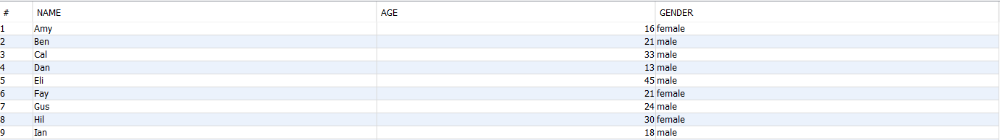 # NAME AGE GENDER
1 Amy 16 female
2 Ben 21 male
3 Cal 33 male
4 Dan 13 male
5 Eli 45 male
6 Fay 21 female
7 Gus 24 male
8 Hil 30 female
9 Ian 18 male